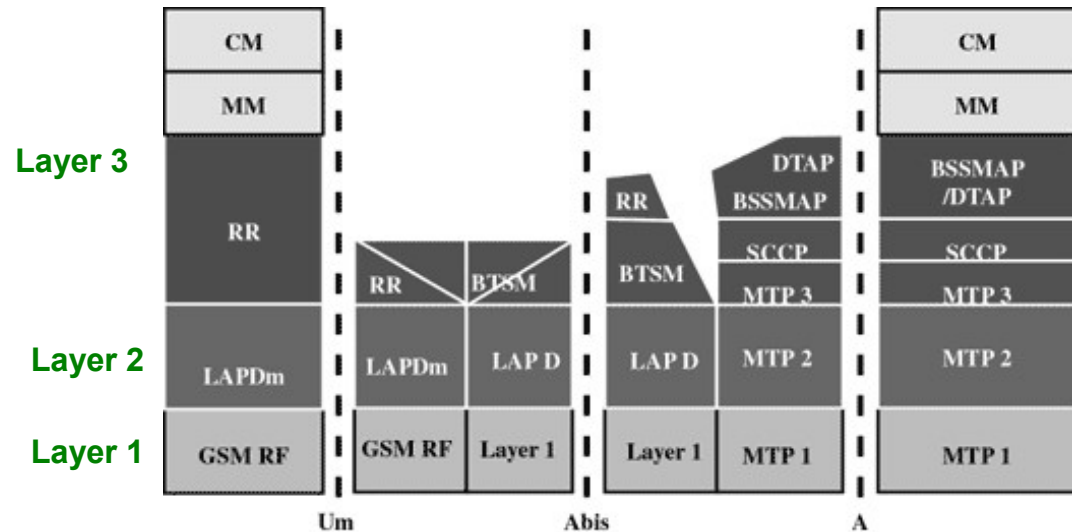 CM
CM
MM
MM
Layer 3
RR
RR
BTSM
RR
BTSM
DTAP
BSSMAP
SCCP
MTP 3
BSSMAP
/DTAP
SCCP
MTP 3
Layer 2
LAPDm
LAPDm
LAP D
LAP D
MTP 2
MTP 2
Layer 1
GSM RF
GSM RF
Layer 1
Layer 1
MTP 1
MTP 1
Um
Abis
A